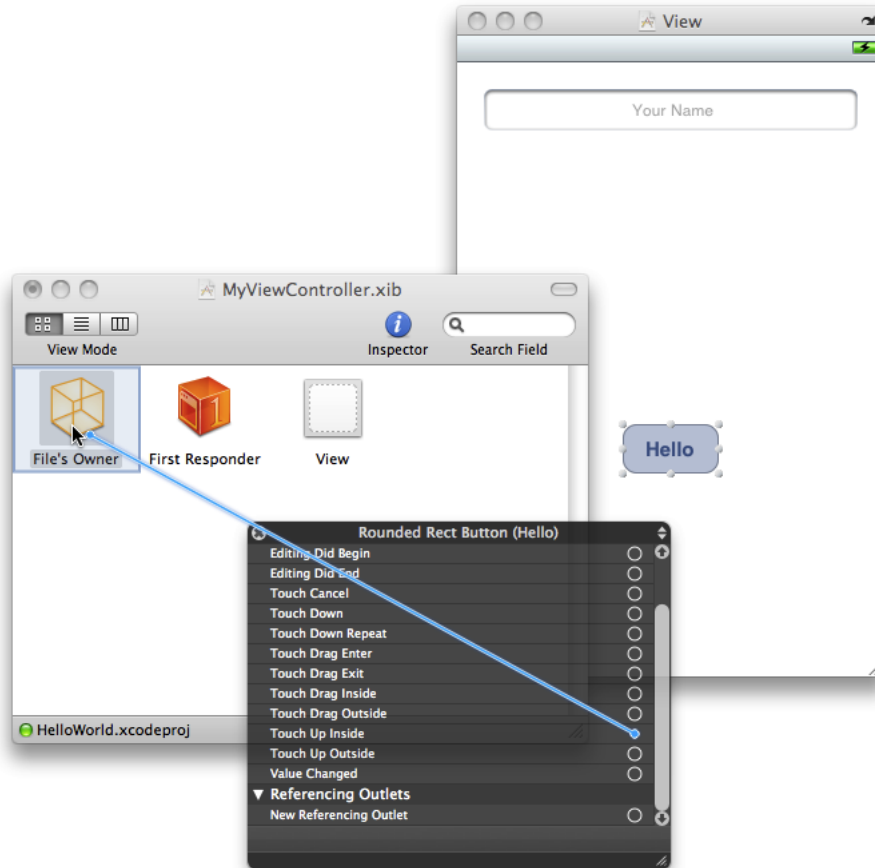 View
Your Name
MyViewController.xib
View Mode
Inspector
Search Field
File's Owner
First Responder
1
View
Hello
Rounded Rect Button (Hello)
Editing Did Begin
Editing Did End
Touch Cancel
Touch Down
Touch Down Repeat
Touch Drag Enter
Touch Drag Exit
Touch Drag Inside
Touch Drag Outside
Touch Up Inside
Touch Up Outside
Value Changed
Referencing Outlets
New Referencing Outlet
HelloWorld.xcodeproj